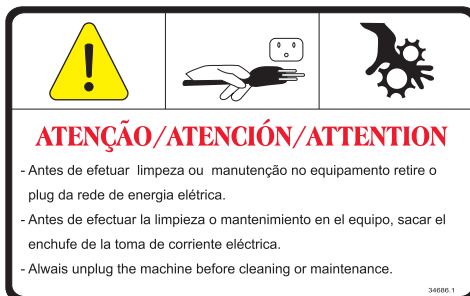 ATENÇÃO/ATENCIÓN/ATTENTION
- Antes de efetuar limpeza ou manutenção no equipamento retire o
plug da rede de energia elétrica.
- Antes de efectuar la limpieza o mantenimiento en el equipo, sacar el
enchufe de la toma de corriente eléctrica.
- Alwais unplug the machine before cleaning or maintenance.
34686.1